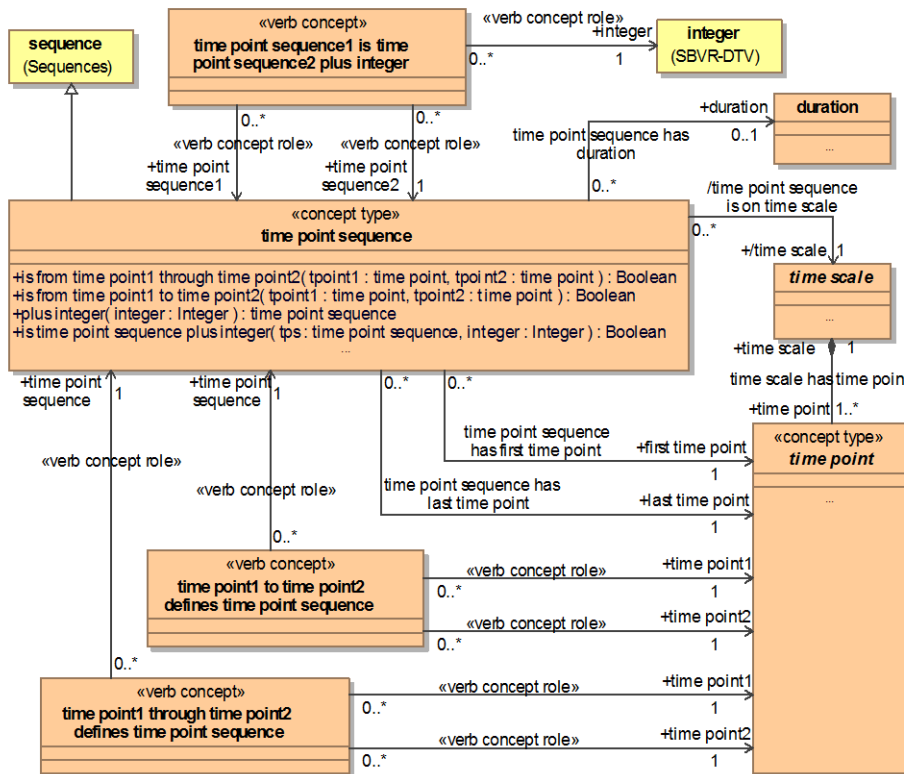 «verb concept»
time point sequence1 is time
point sequence2 plus integer
«verb concept role»
+integer
0..*
1
integer
(SBVR-DTV)
sequence
(Sequences)
0..*
0..*
«verb concept role»
«verb concept role»
+time point
sequence1
1
+time point
sequence2
1
+duration
0..1
duration
...
time point sequence has
duration
0..*
/time point sequence
is on time scale
0..*
+/time scale
1
«concept type»
time point sequence
+is from time point1 through time point2( tpoint1 : time point, tpoint2 : time point ) : Boolean
+is from time point1 to time point2( tpoint1 : time point, tpoint2 : time point ) : Boolean
+plus integer( integer : Integer ) : time point sequence
+is time point sequence plus integer( tps : time point sequence, integer : Integer ) : Boolean
...
time scale
...
+time scale
1
time scale has time point
+time point
1..*
+time point
sequence
1
+time point
sequence
1
0..*
0..*
«concept type»
time point
...
time point sequence
has first time point
+first time point
1
«verb concept role»
«verb concept role»
time point sequence has
last time point
+last time point
1
0..*
«verb concept»
time point1 to time point2
defines time point sequence
0..*
«verb concept role»
+time point1
1
0..*
«verb concept role»
+time point2
1
0..*
«verb concept»
time point1 through time point2
defines time point sequence
0..*
«verb concept role»
+time point1
1
0..*
«verb concept role»
+time point2
1